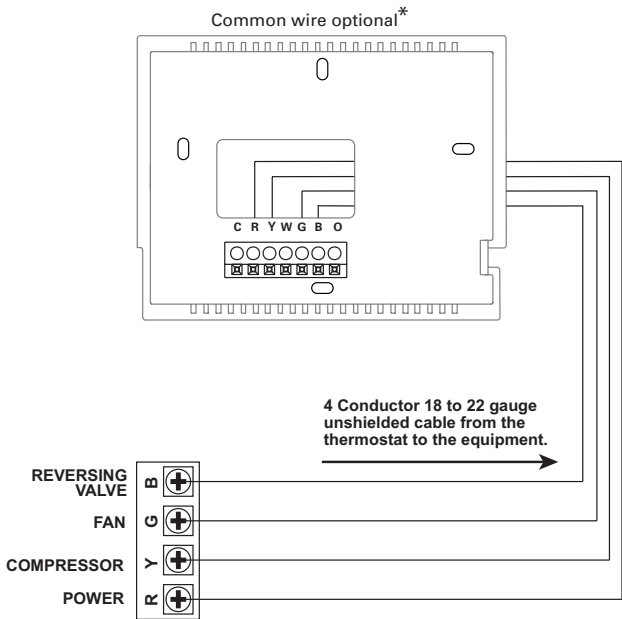 Common wire optional*
C R Y W G B O
4 Conductor 18 to 22 gauge
unshielded cable from the
thermostat to the equipment.
REVERSING
VALVE
B
FAN
G
COMPRESSOR
Y
POWER
R